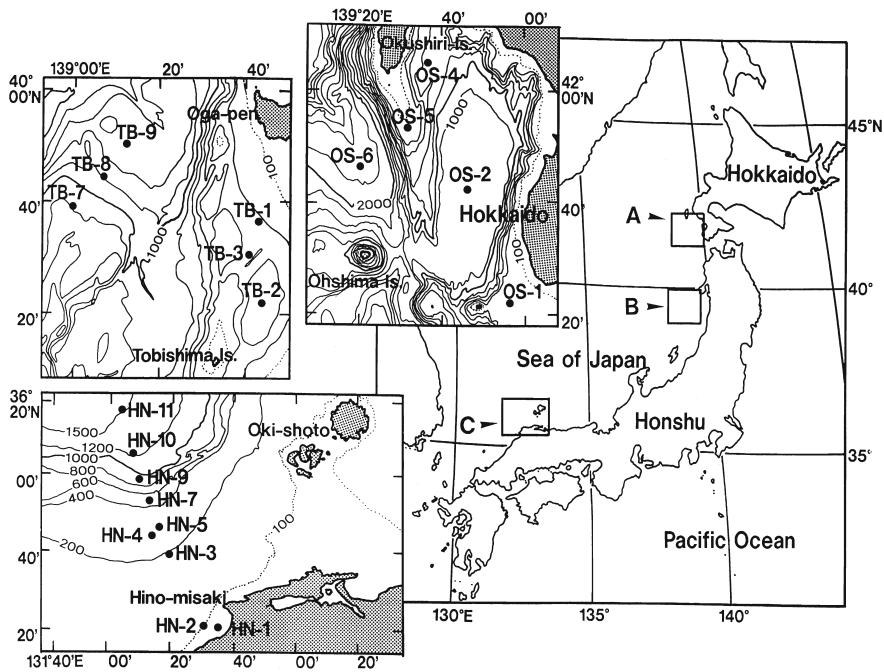 139°20'E 40' 00'
Okushiri-Is.
OS-4
42°
00'N
1000
OS-5
OS-6
OS-2
2000
Hokkaido
40'
100
Ohshima Is.
OS-1
20'
40°
00'N
139°00'E 20' 40'
Oga-pen.
TB-9
100
TB-8
TB-7
40'
TB-1
1000
TB-3
TB-2
20'
Tobishima Is.
36°
20'N
HN-11
1500
HN-10
1200
1000
HN-9
800
00'
600
HN-7
400
HN-5
HN-4
200
HN-3
40'
Oki-shoto
100
Hino-misaki
HN-2
HN-1
20'
131°40'E 00' 20' 40' 00' 20'
45°N
Hokkaido
A
B
40°
Sea of Japan
C
Honshu
35°
Pacific Ocean
130°E 135° 140°